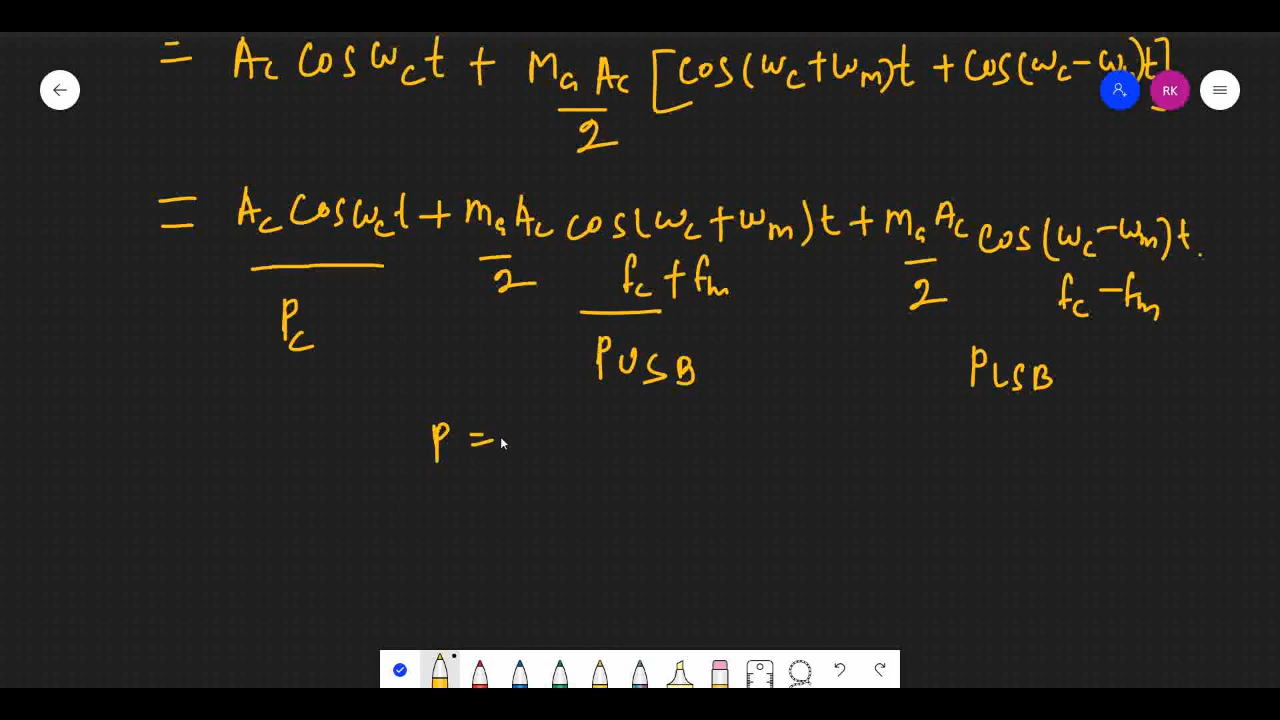 = Ac cos ωct + ma Ac/2 [cos(ωc+ωm)t + cos(ωc-ωm)t]
RK
= Ac cos ωct + ma/2 Ac cos(ωc+ωm)t + ma/2 Ac cos(ωc-ωm)t.
fc+fm fc-fm
Pc PUSB PLSB
P =